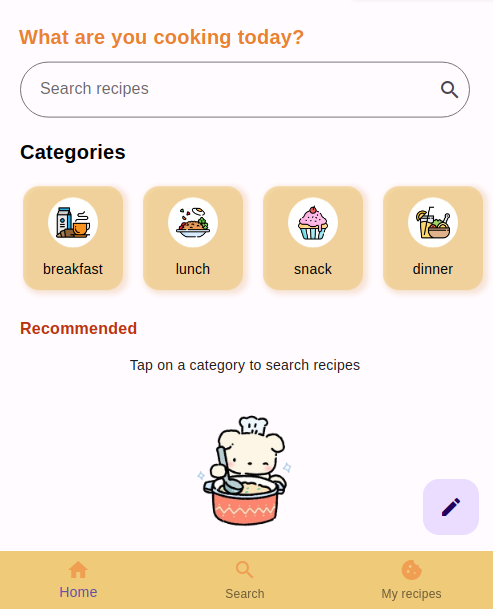 What are you cooking today?
Search recipes
Categories
breakfast lunch snack dinner
Recommended
Tap on a category to search recipes
Home Search My recipes